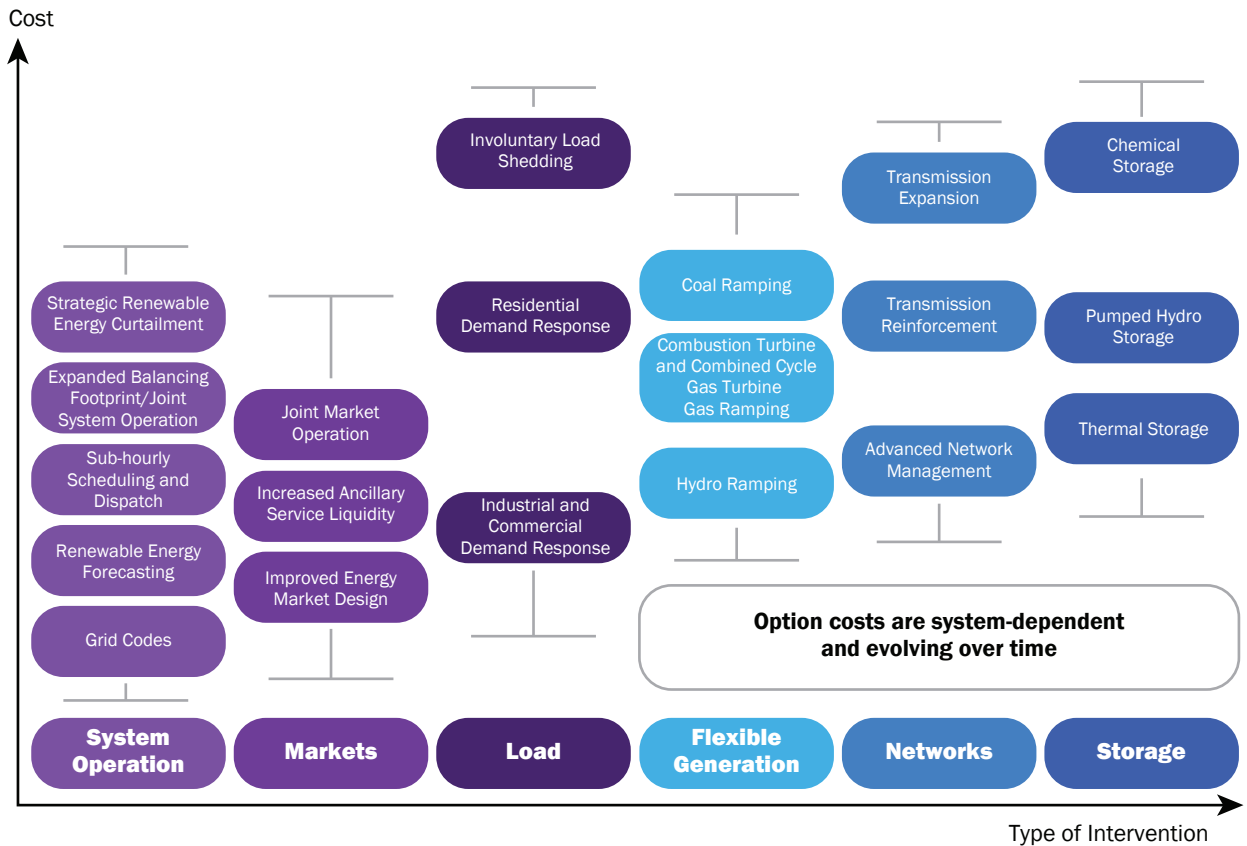 Cost
Strategic Renewable
Energy Curtailment
Expanded Balancing
Footprint/Joint
System Operation
Sub-hourly
Scheduling and
Dispatch
Renewable Energy
Forecasting
Grid Codes
System
Operation
Joint Market
Operation
Increased Ancillary
Service Liquidity
Improved Energy
Market Design
Markets
Involuntary Load
Shedding
Residential
Demand Response
Industrial and
Commercial
Demand Response
Load
Coal Ramping
Combustion Turbine
and Combined Cycle
Gas Turbine
Gas Ramping
Hydro Ramping
Flexible
Generation
Transmission
Expansion
Transmission
Reinforcement
Advanced Network
Management
Networks
Chemical
Storage
Pumped Hydro
Storage
Thermal Storage
Storage
Option costs are system-dependent
and evolving over time
Type of Intervention